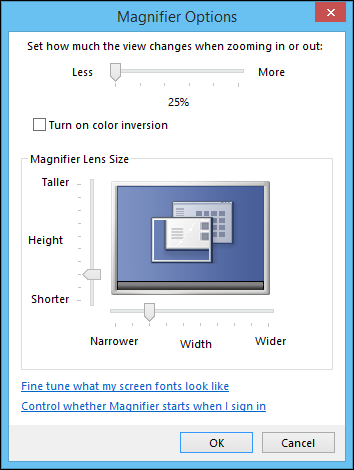 Magnifier Options
Set how much the view changes when zooming in or out:
Less More
25%
Turn on color inversion
Magnifier Lens Size
Taller
Height
Shorter
Narrower Width Wider
Fine tune what my screen fonts look like
Control whether Magnifier starts when I sign in
OK Cancel